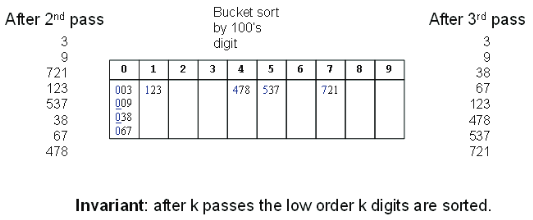 After 2nd pass
3
9
721
123
537
38
67
478
Bucket sort
by 100's
digit
0 1 2 3 4 5 6 7 8 9
003 123 478 537 721
009
038
067
After 3rd pass
3
9
38
67
123
478
537
721
Invariant: after k passes the low order k digits are sorted.